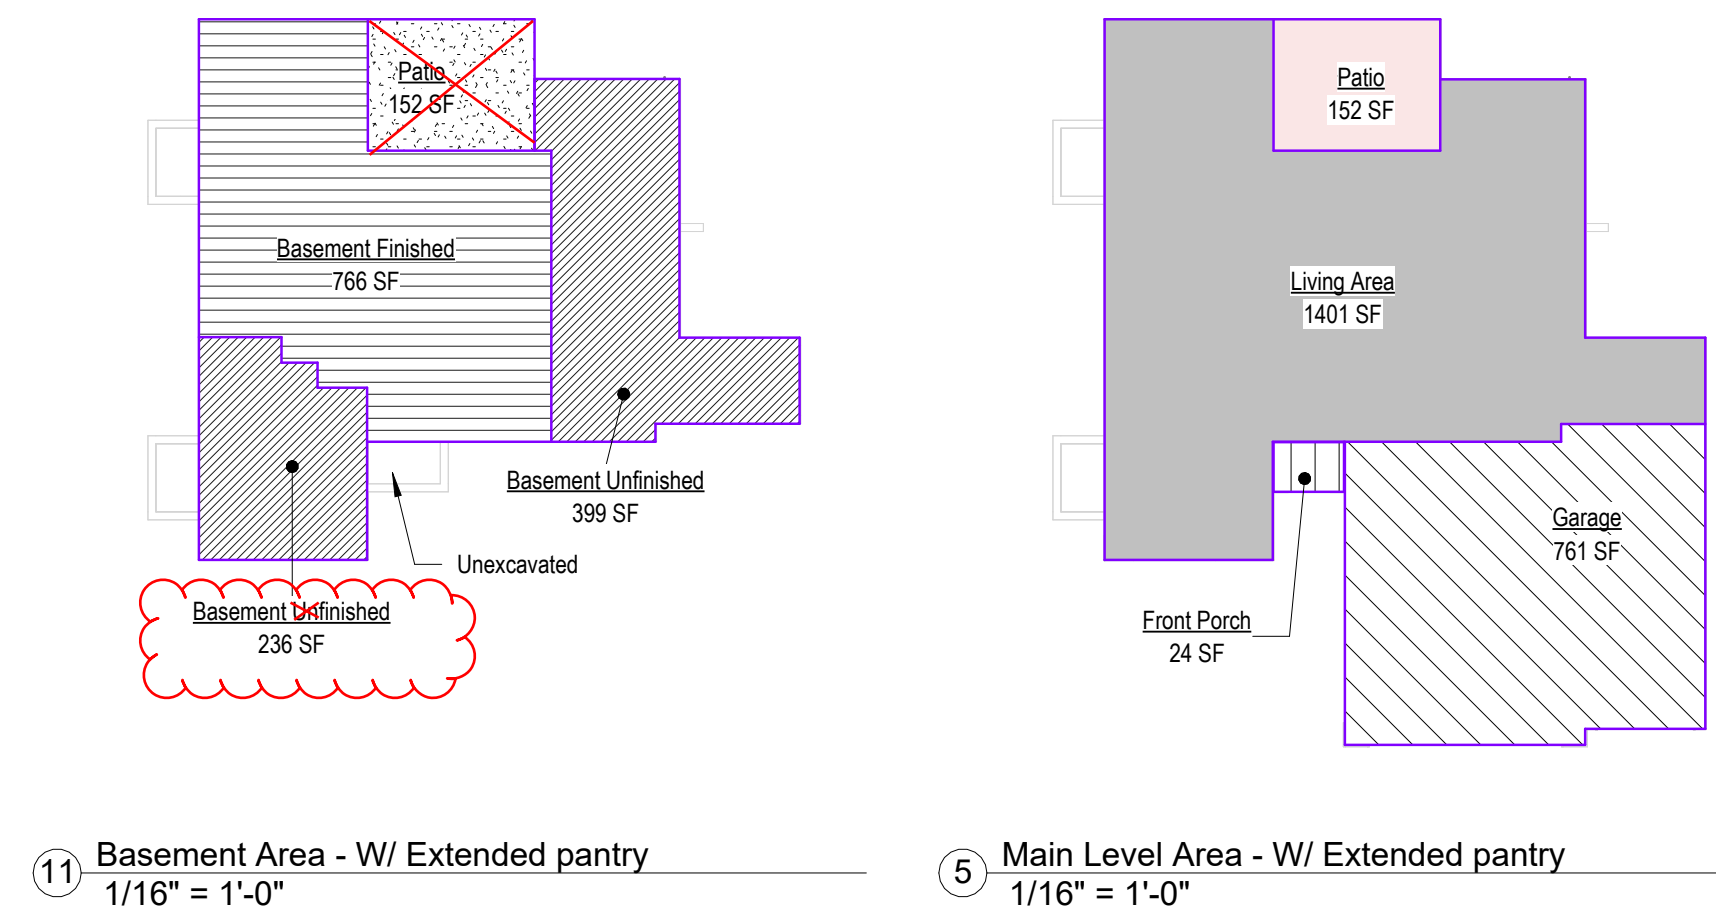 Patio
152 SF
Basement Finished
766 SF
Basement Unfinished
399 SF
Unexcavated
Basement Unfinished
236 SF
11
Basement Area - W/ Extended pantry
1/16" = 1'-0"
Patio
152 SF
Living Area
1401 SF
Garage
761 SF
Front Porch
24 SF
5
Main Level Area - W/ Extended pantry
1/16" = 1'-0"